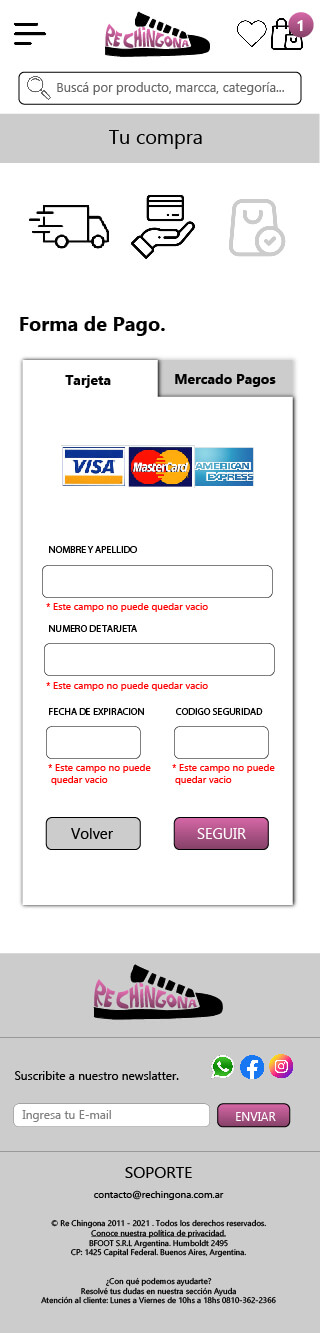 RE CHINGONA
1
Buscá por producto, marcca, categoría...
Tu compra
Forma de Pago.
Tarjeta
Mercado Pagos
VISA
MasterCard
AMERICAN EXPRESS
NOMBRE Y APELLIDO
* Este campo no puede quedar vacio
NUMERO DE TARJETA
* Este campo no puede quedar vacio
FECHA DE EXPIRACION
CODIGO SEGURIDAD
* Este campo no puede
quedar vacio
* Este campo no puede
quedar vacio
Volver
SEGUIR
RE CHINGONA
Suscribite a nuestro newslatter.
Ingresa tu E-mail
ENVIAR
SOPORTE
contacto@rechingona.com.ar
© Re Chingona 2011 - 2021 . Todos los derechos reservados.
Conoce nuestra política de privacidad.
BFOOT S.R.L Argentina. Humboldt 2495
CP: 1425 Capital Federal. Buenos Aires, Argentina.
¿Con qué podemos ayudarte?
Resolvé tus dudas en nuestra sección Ayuda
Atención al cliente: Lunes a Viernes de 10hs a 18hs 0810-362-2366